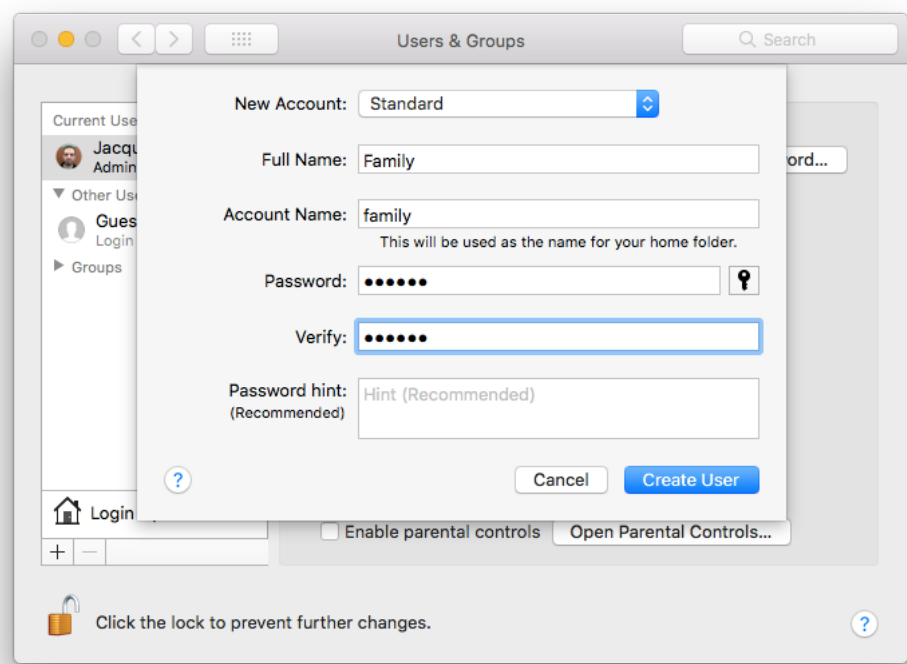 Users & Groups
Search
New Account: Standard
Full Name: Family
Account Name: family
This will be used as the name for your home folder.
Password: ••••••
Verify: ••••••
Password hint: Hint (Recommended)
(Recommended)
? Cancel Create User
Current Use
Jacqu
Admin
Other Use
Gues
Login
Groups
Login
+ −
ord...
Enable parental controls Open Parental Controls...
Click the lock to prevent further changes. ?